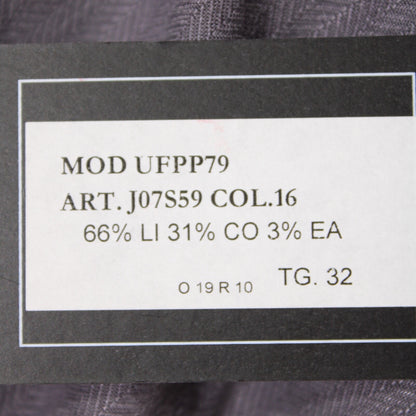 MOD UFPP79
ART. J07S59 COL.16
66% LI 31% CO 3% EA
O 19 R 10 TG. 32